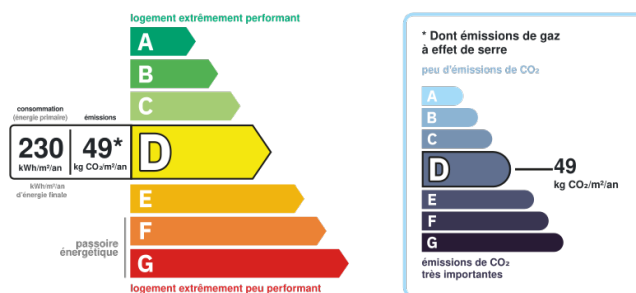 logement extrêmement performant
A
B
C
consommation
(énergie primaire)
émissions
230
kWh/m²/an
49*
kg CO₂/m²/an
D
kWh/m²/an
d'énergie finale
E
F
G
passoire
énergétique
logement extrêmement peu performant
* Dont émissions de gaz
à effet de serre
peu d'émissions de CO₂
A
B
C
D
49
kg CO₂/m²/an
E
F
G
émissions de CO₂
très importantes